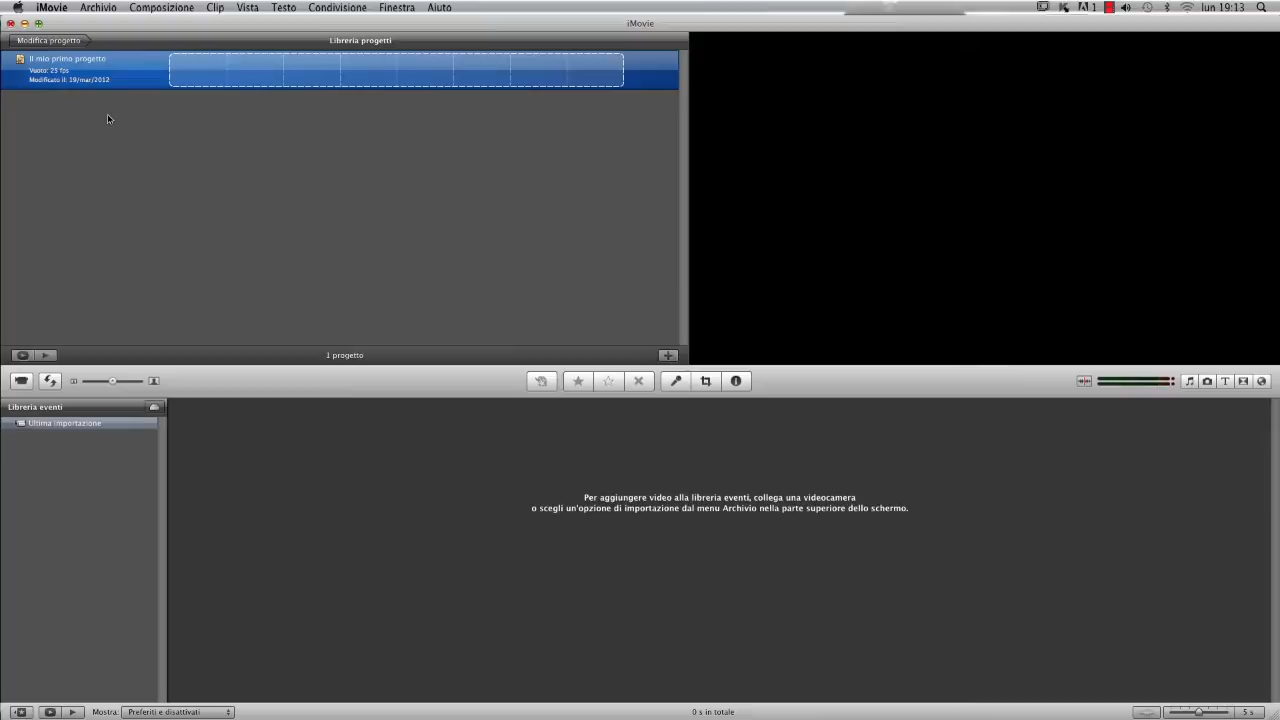 iMovie Archivio Composizione Clip Vista Testo Condivisione Finestra Aiuto 1 lun 19:13
iMovie
Modifica progetto Libreria progetti
Il mio primo progetto
Vuoto: 25 fps
Modificato il: 19/mar/2012
1 progetto
Libreria eventi
Ultima importazione
Per aggiungere video alla libreria eventi, collega una videocamera
o scegli un'opzione di importazione dal menu Archivio nella parte superiore dello schermo.
Mostra: Preferiti e disattivati 0 s in totale 5 s